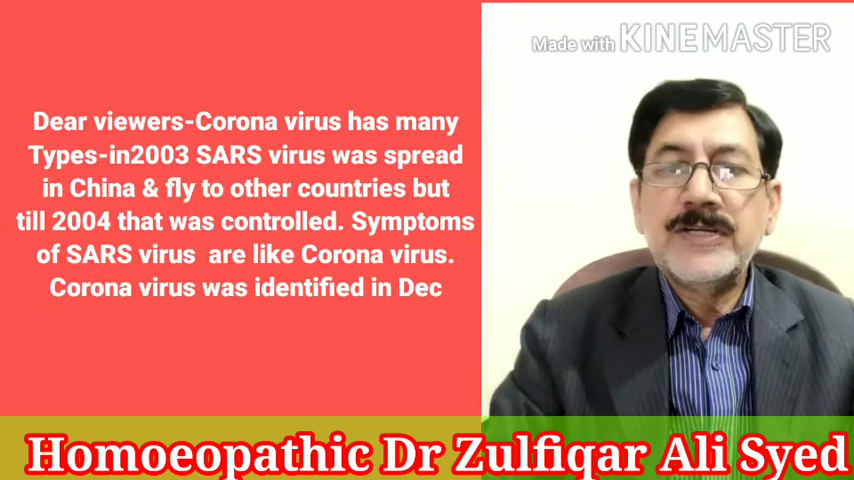 Made with KINEMASTER
Dear viewers-Corona virus has many
Types-in2003 SARS virus was spread
in China & fly to other countries but
till 2004 that was controlled. Symptoms
of SARS virus are like Corona virus.
Corona virus was identified in Dec
Homoeopathic Dr Zulfiqar Ali Syed